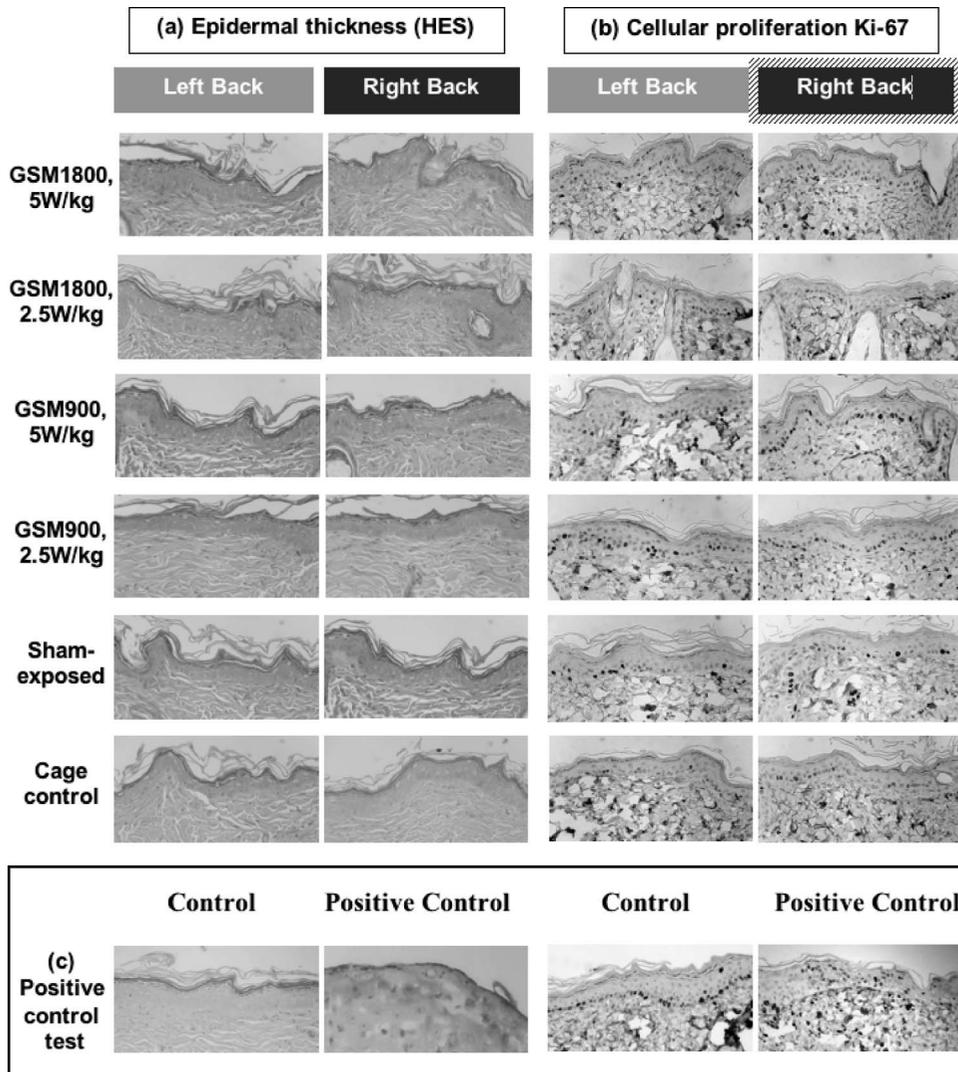 (a) Epidermal thickness (HES)
(b) Cellular proliferation Ki-67
Left Back
Right Back
Left Back
Right Back
GSM1800,
5W/kg
GSM1800,
2.5W/kg
GSM900,
5W/kg
GSM900,
2.5W/kg
Sham-
exposed
Cage
control
Control
Positive Control
Control
Positive Control
(c)
Positive
control
test